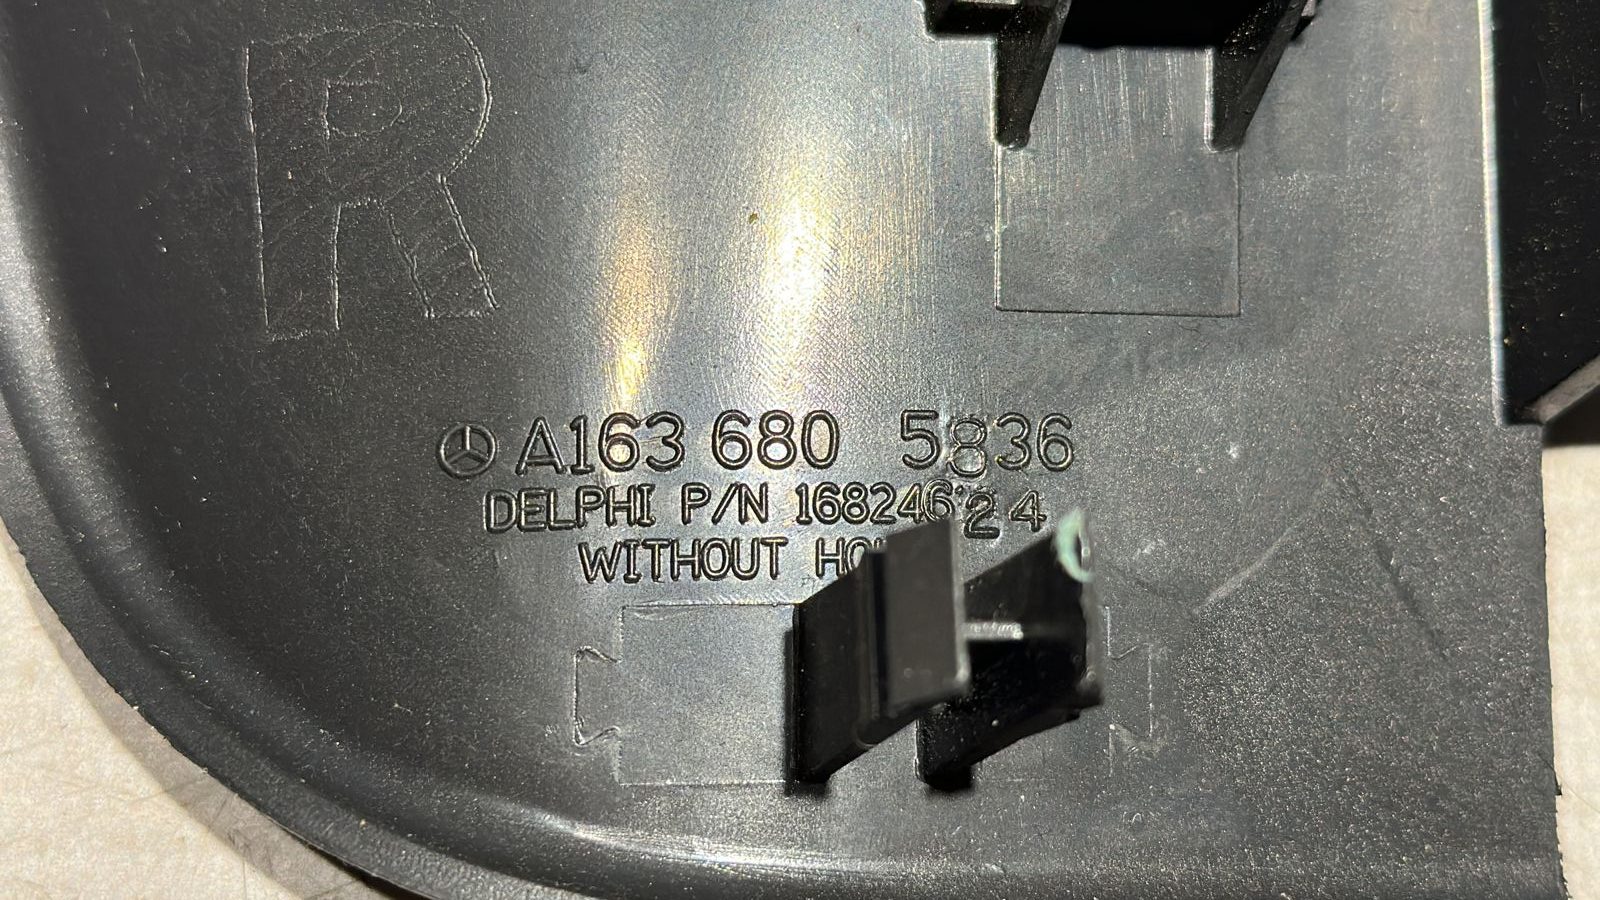 R
A163 680 5836
DELPHI P/N 16824624
WITHOUT